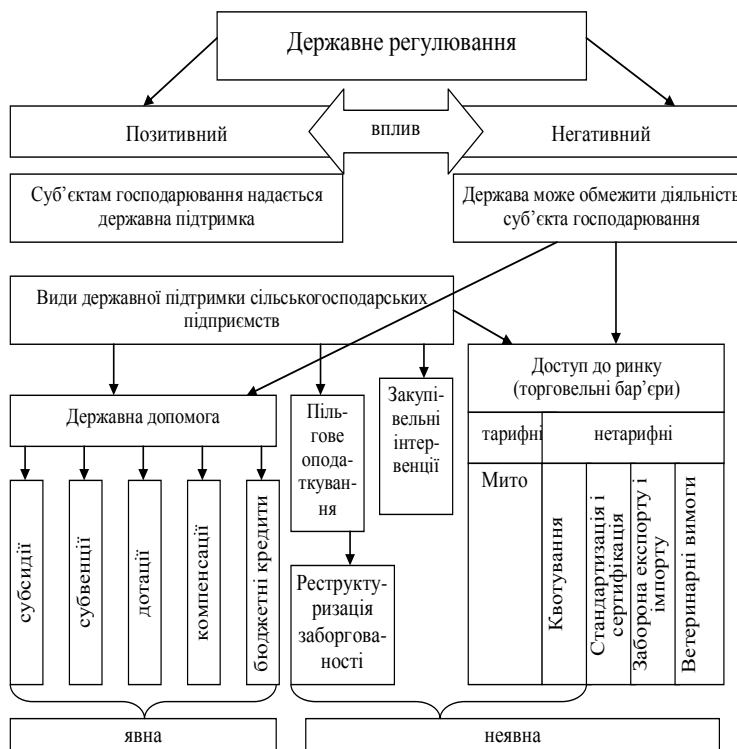 Державне регулювання
Позитивний
вплив
Негативний
Суб’єктам господарювання надається
державна підтримка
Держава може обмежити діяльність
суб’єкта господарювання
Види державної підтримки сільськогосподарських
підприємств
Державна допомога
Піль-
гове
оподат-
куван-
ня
Закупі-
вельні
інтер-
венції
Доступ до ринку
(торговельні бар’єри)
тарифні
нетарифні
субсидії
субвенції
дотації
компенсації
бюджетні кредити
Реструкту-
ризація
заборгова-
ності
Мито
Квотування
Стандартизація і
сертифікація
Заборона експорту і
імпорту
Ветеринарні вимоги
явна
неявна